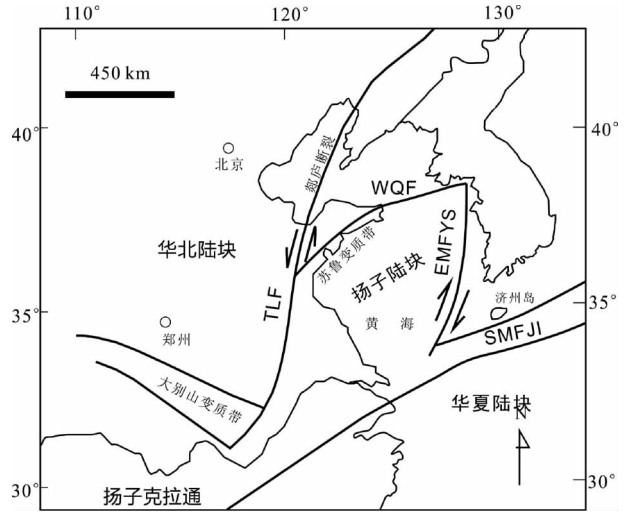 110°
120°
130°
450 km
40°
40°
北京
郯庐断裂
WQF
华北陆块
苏鲁变质带
扬子陆块
EMFYS
TLF
济州岛
35°
35°
郑州
黄 海
SMFJI
大别山变质带
华夏陆块
30°
30°
扬子克拉通